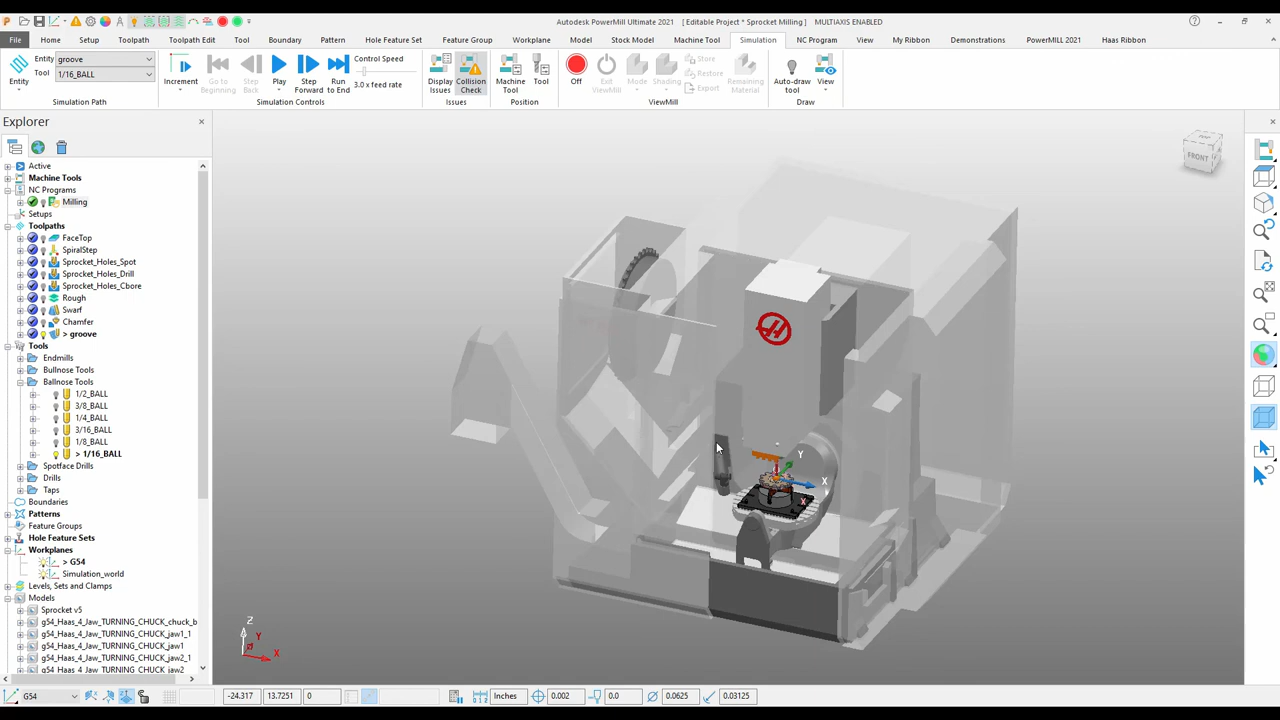 Autodesk PowerMill Ultimate 2021 [ Editable Project * Sprocket Milling ] MULTIAXIS ENABLED
File Home Setup Toolpath Toolpath Edit Tool Boundary Pattern Hole Feature Set Feature Group Workplane Model Stock Model Machine Tool Simulation NC Program View My Ribbon Demonstrations PowerMILL 2021 Haas Ribbon
Entity groove
Tool 1/16_BALL
Entity
Simulation Path
Increment
Go to Beginning
Step Back
Play
Step Forward
Run to End
Control Speed
3.0 x feed rate
Simulation Controls
Display Issues
Collision Check
Issues
Machine Tool
Tool
Position
Off
Exit ViewMill
Mode
Shading
Store
Restore
Export
Remaining Material
ViewMill
Auto-draw tool
View
Draw
Explorer
Active
Machine Tools
NC Programs
Milling
Setups
Toolpaths
FaceTop
SpiralStep
Sprocket_Holes_Spot
Sprocket_Holes_Drill
Sprocket_Holes_Cbore
Rough
Swarf
Chamfer
> groove
Tools
Endmills
Bullnose Tools
Ballnose Tools
1/2_BALL
3/8_BALL
1/4_BALL
3/16_BALL
1/8_BALL
> 1/16_BALL
Spotface Drills
Drills
Taps
Boundaries
Patterns
Feature Groups
Hole Feature Sets
Workplanes
> G54
Simulation_world
Levels, Sets and Clamps
Models
Sprocket v5
g54_Haas_4_Jaw_TURNING_CHUCK_chuck_b
g54_Haas_4_Jaw_TURNING_CHUCK_jaw1_1
g54_Haas_4_Jaw_TURNING_CHUCK_jaw1
g54_Haas_4_Jaw_TURNING_CHUCK_jaw2_1
g54_Haas_4_Jaw_TURNING_CHUCK_jaw2
FRONT
Y
X
X
Z
Y
X
G54 -24.317 13.7251 0 Inches 0.002 0.0 0.0625 0.03125